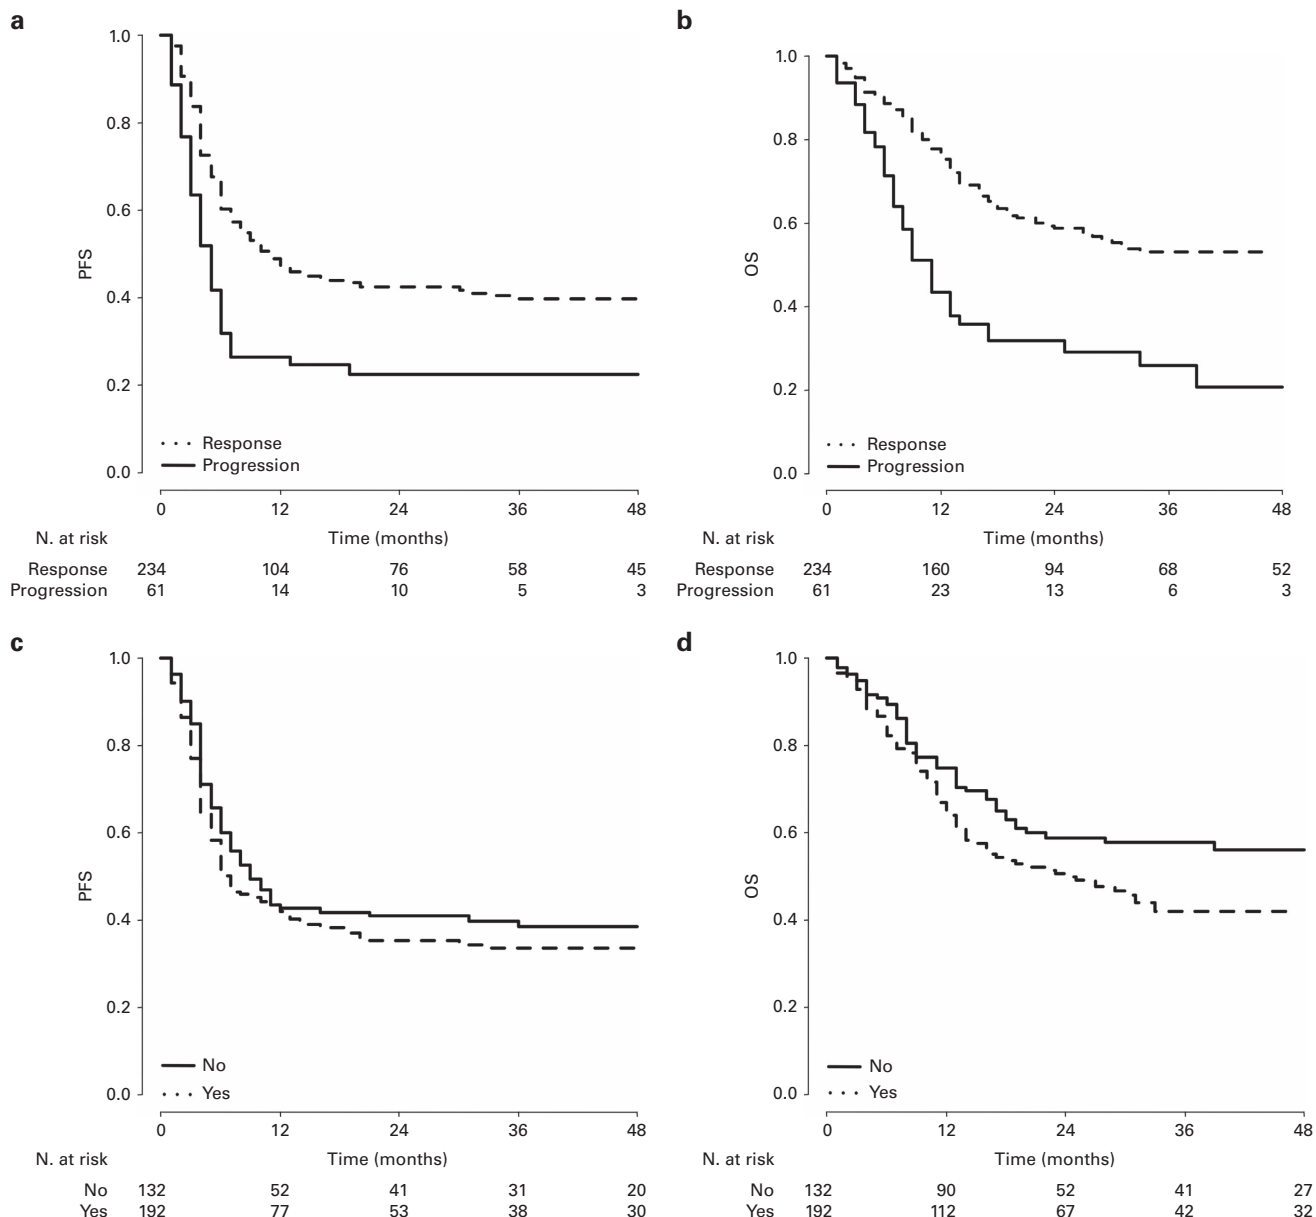 a
1.0
0.8
0.6
0.4
0.2
0.0
PFS
Response
Progression
0 12 24 36 48
N. at risk Time (months)
Response 234 104 76 58 45
Progression 61 14 10 5 3
b
1.0
0.8
0.6
0.4
0.2
0.0
OS
Response
Progression
0 12 24 36 48
N. at risk Time (months)
Response 234 160 94 68 52
Progression 61 23 13 6 3
c
1.0
0.8
0.6
0.4
0.2
0.0
PFS
No
Yes
0 12 24 36 48
N. at risk Time (months)
No 132 52 41 31 20
Yes 192 77 53 38 30
d
1.0
0.8
0.6
0.4
0.2
0.0
OS
No
Yes
0 12 24 36 48
N. at risk Time (months)
No 132 90 52 41 27
Yes 192 112 67 42 32